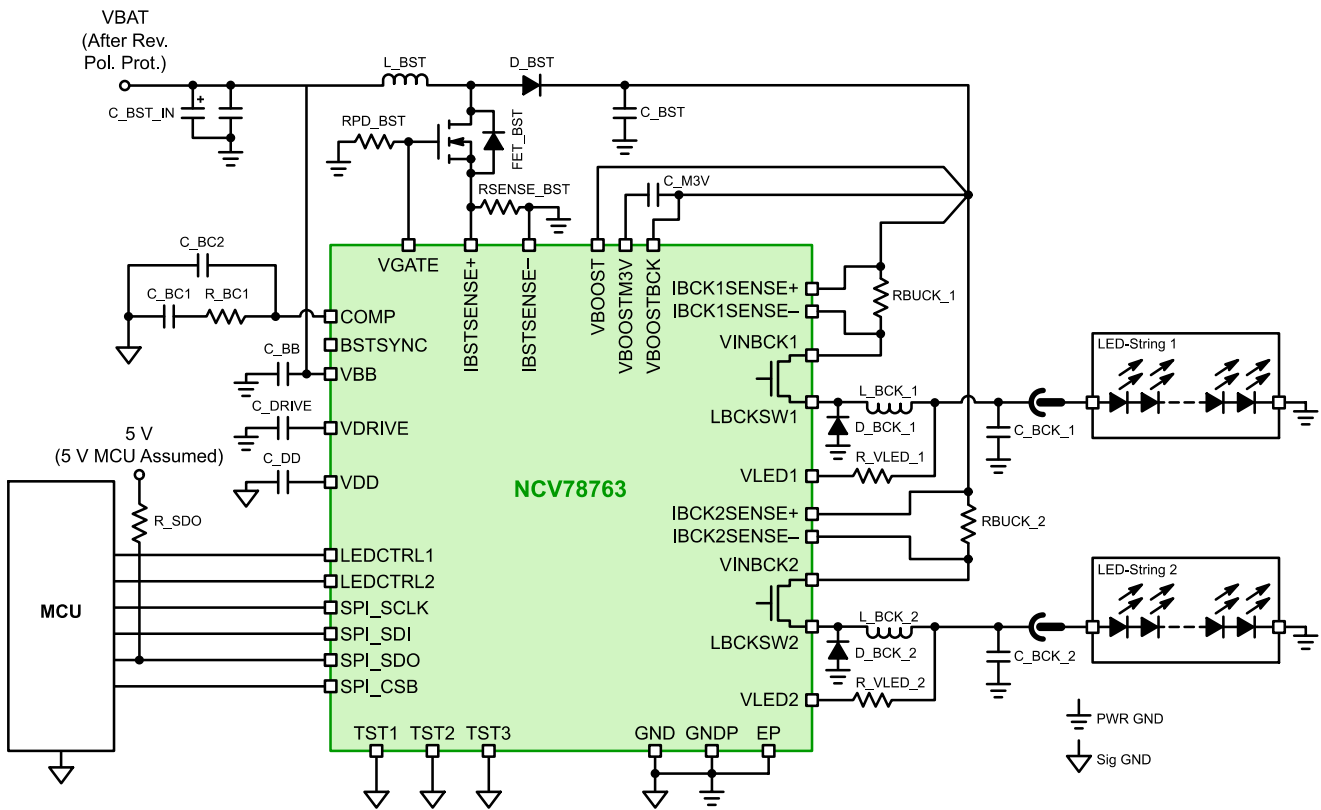 VBAT
(After Rev.
Pol. Prot.)
L_BST
D_BST
C_BST_IN
C_BST
RPD_BST
FET_BST
RSENSE_BST
C_M3V
C_BC2
C_BC1
R_BC1
VGATE
IBSTSENSE+
IBSTSENSE–
VBOOST
VBOOSTM3V
VBOOSTBCK
IBCK1SENSE+
IBCK1SENSE–
RBUCK_1
COMP
BSTSYNC
C_BB
VBB
VINBCK1
LED-String 1
C_DRIVE
VDRIVE
LBCKSW1
L_BCK_1
D_BCK_1
C_BCK_1
5 V
(5 V MCU Assumed)
C_DD
VDD
R_VLED_1
VLED1
NCV78763
R_SDO
IBCK2SENSE+
IBCK2SENSE–
RBUCK_2
LEDCTRL1
LEDCTRL2
VINBCK2
LED-String 2
MCU
SPI_SCLK
SPI_SDI
SPI_SDO
SPI_CSB
LBCKSW2
L_BCK_2
D_BCK_2
C_BCK_2
R_VLED_2
VLED2
TST1
TST2
TST3
GND
GNDP
EP
PWR GND
Sig GND
+